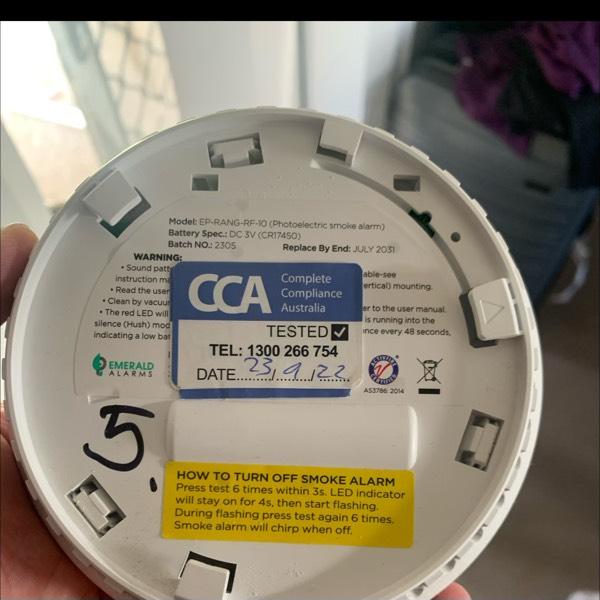 Model: EP-RANG-RF-10 (Photoelectric smoke alarm)
Battery Spec.: DC 3V (CR17450)
Batch NO.: 2305 Replace By End: JULY 2031
WARNING:
• Sound able-see
instruction ertical) mounting.
• Read the user er to the user manual.
• Clean by vacuu
• The red LED will is running into the
silence (Hush) mod nce every 48 seconds,
indicating a low bat
CCA Complete
Compliance
Australia
TESTED
TEL: 1300 266 754
DATE 23/9/22
EMERALD
ALARMS
AS3786: 2014
5.
HOW TO TURN OFF SMOKE ALARM
Press test 6 times within 3s. LED indicator
will stay on for 4s, then start flashing.
During flashing press test again 6 times.
Smoke alarm will chirp when off.